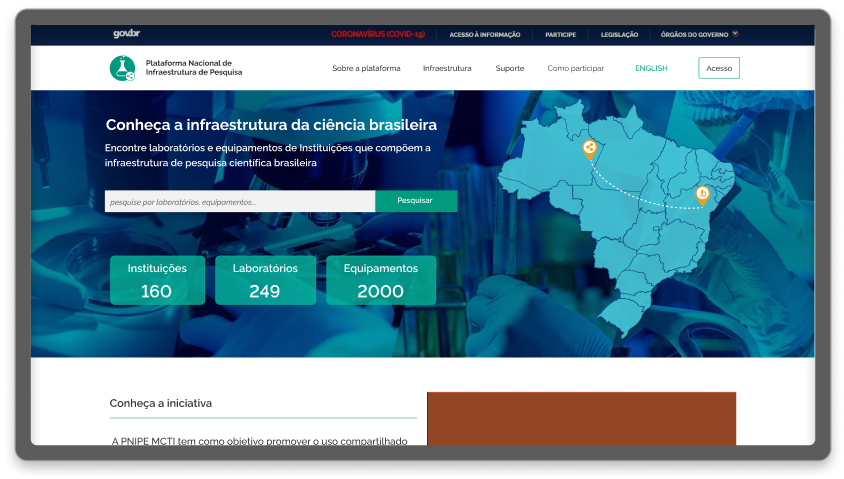 gov.br
CORONAVÍRUS (COVID-19)
ACESSO À INFORMAÇÃO
PARTICIPE
LEGISLAÇÃO
ÓRGÃOS DO GOVERNO
Plataforma Nacional de
Infraestrutura de Pesquisa
Sobre a plataforma
Infraestrutura
Suporte
Como participar
ENGLISH
Acesso
Conheça a infraestrutura da ciência brasileira
Encontre laboratórios e equipamentos de Instituições que compõem a
infraestrutura de pesquisa científica brasileira
pesquise por laboratórios, equipamentos...
Pesquisar
Instituições
160
Laboratórios
249
Equipamentos
2000
Conheça a iniciativa
A PNIPE MCTI tem como objetivo promover o uso compartilhado